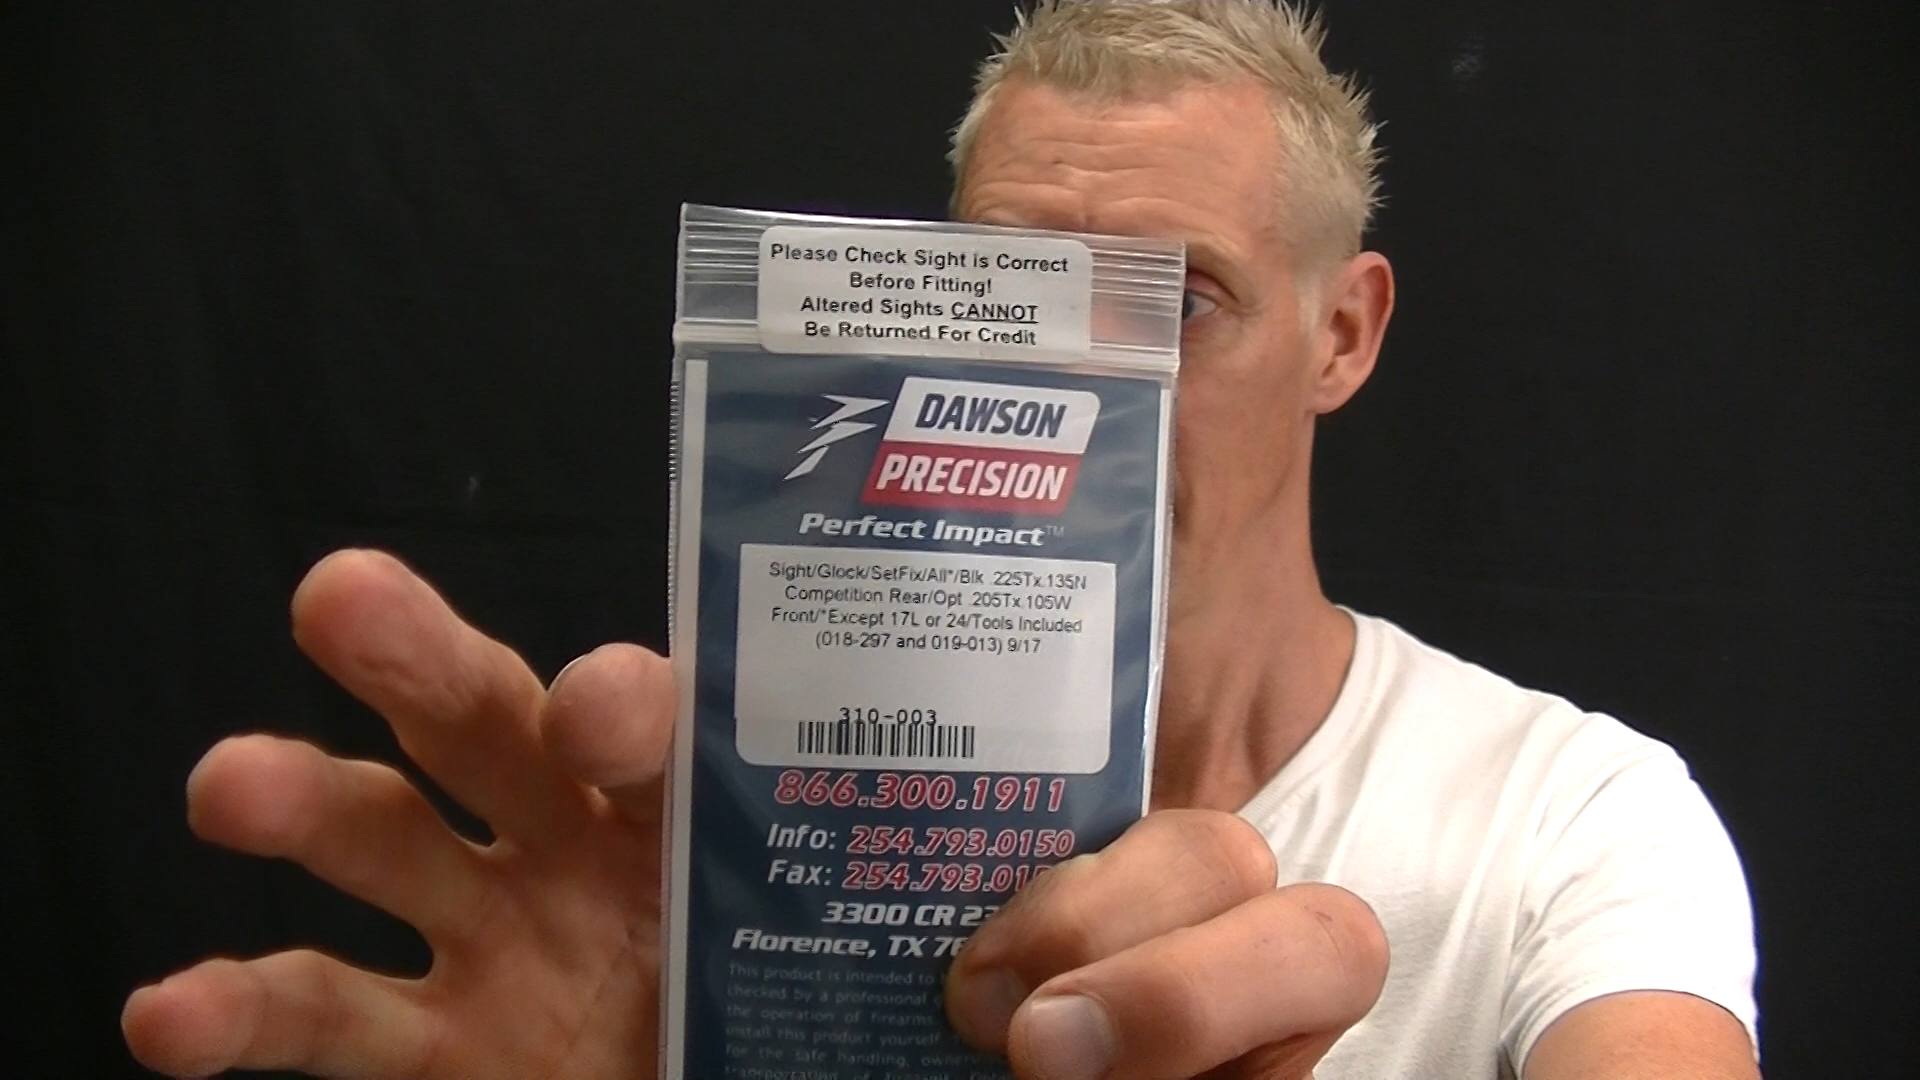 Please Check Sight is Correct
Before Fitting!
Altered Sights CANNOT
Be Returned For Credit
DAWSON
PRECISION
Perfect Impact™
Sight/Glock/SetFix/All*/Blk .225Tx.135N
Competition Rear/Opt .205Tx.105W
Front/*Except 17L or 24/Tools Included
(018-297 and 019-013) 9/17
310-003
866.300.1911
Info: 254.793.0150
Fax: 254.793.01
3300 CR 23
Florence, TX 76
This product is intended to
checked by a professional
the operation of firearms.
install this product yourself.
for the safe handling,
transportation of firearms.